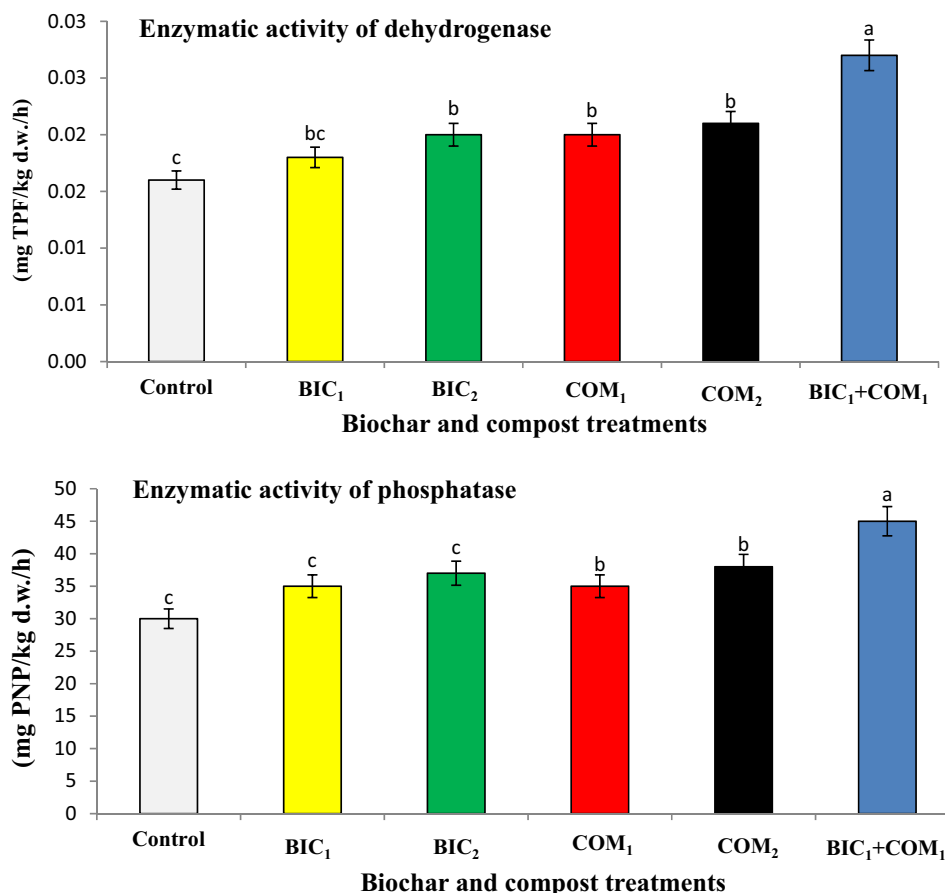 Enzymatic activity of dehydrogenase
(mg TPF/kg d.w./h)
0.03
0.03
0.02
0.02
0.01
0.01
0.00
c
bc
b
b
b
a
Control
BIC₁
BIC₂
COM₁
COM₂
BIC₁+COM₁
Biochar and compost treatments
Enzymatic activity of phosphatase
(mg PNP/kg d.w./h)
50
45
40
35
30
25
20
15
10
5
0
c
c
c
b
b
a
Control
BIC₁
BIC₂
COM₁
COM₂
BIC₁+COM₁
Biochar and compost treatments